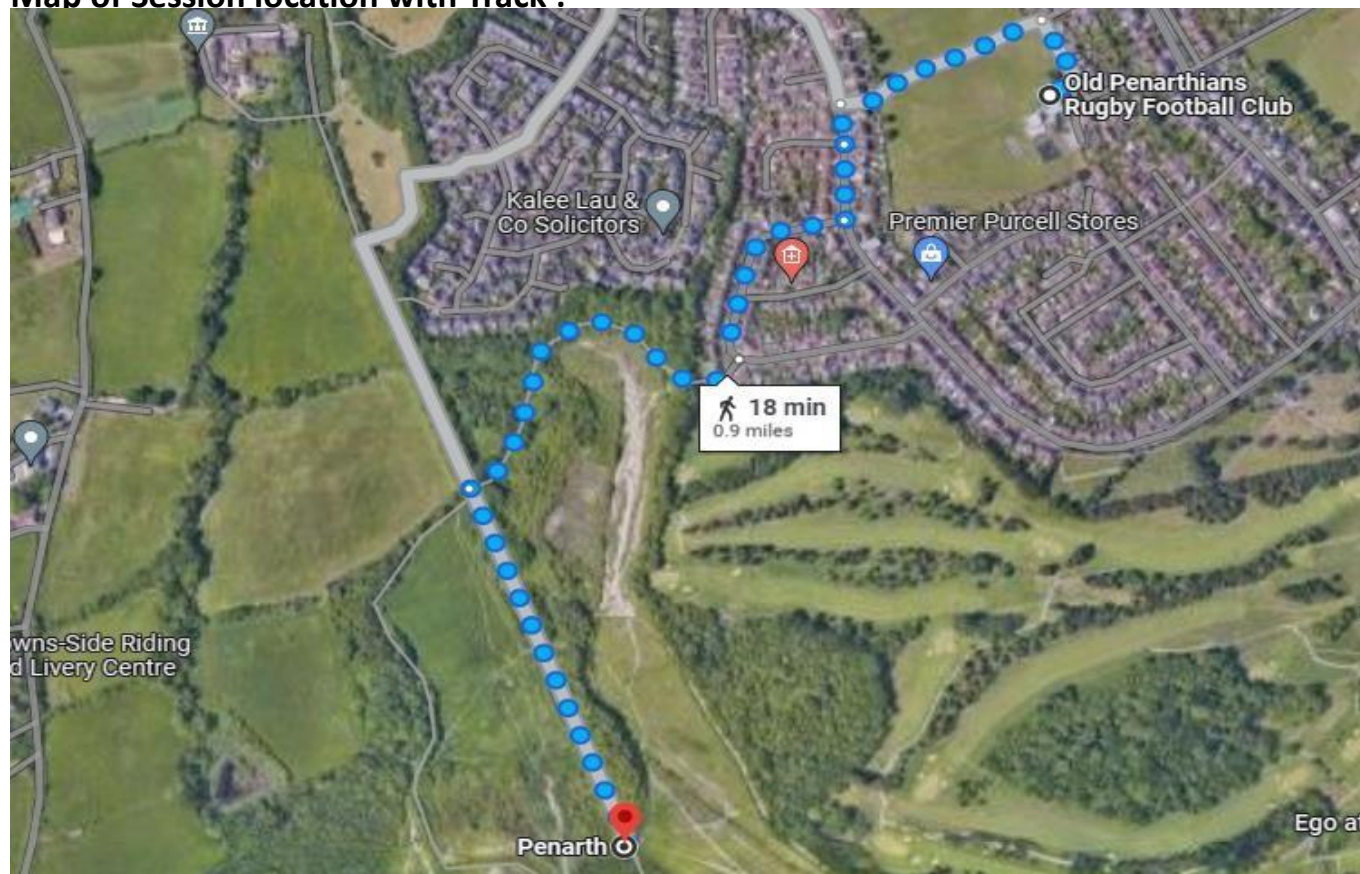 Map of Session location with Track :
Old Penarthians
Rugby Football Club
Kalee Lau &
Co Solicitors
Premier Purcell Stores
18 min
0.9 miles
wns-Side Riding
d Livery Centre
Penarth
Ego at